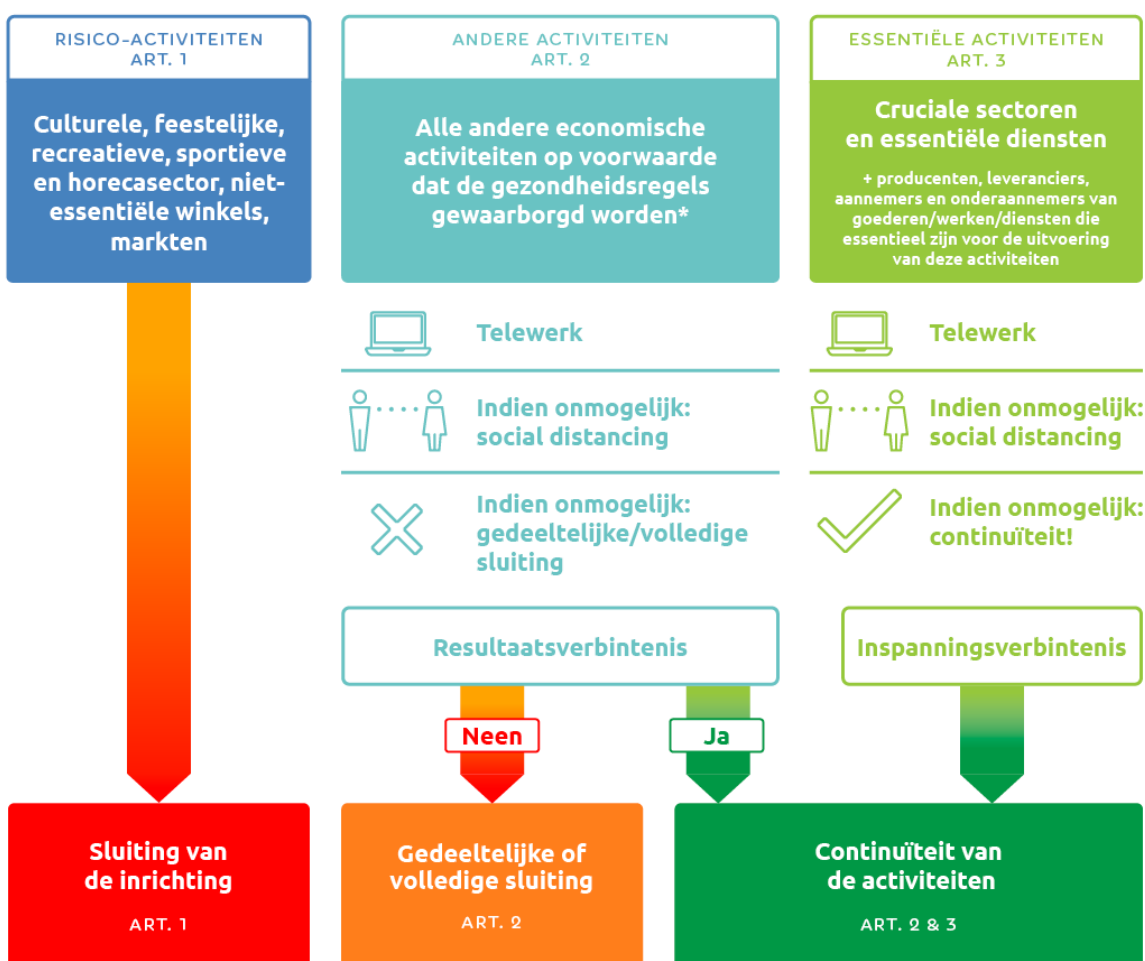 RISICO-ACTIVITEITEN
ART. 1
Culturele, feestelijke,
recreatieve, sportieve
en horecasector, niet-
essentiële winkels,
markten
ANDERE ACTIVITEITEN
ART. 2
Alle andere economische
activiteiten op voorwaarde
dat de gezondheidsregels
gewaarborgd worden*
ESSENTIËLE ACTIVITEITEN
ART. 3
Cruciale sectoren
en essentiële diensten
+ producenten, leveranciers,
aannemers en onderaannemers van
goederen/werken/diensten die
essentieel zijn voor de uitvoering
van deze activiteiten
Telewerk
Indien onmogelijk:
social distancing
Indien onmogelijk:
gedeeltelijke/volledige
sluiting
Telewerk
Indien onmogelijk:
social distancing
Indien onmogelijk:
continuïteit!
Resultaatsverbintenis
Inspanningsverbintenis
Neen
Ja
Sluiting van
de inrichting
ART. 1
Gedeeltelijke of
volledige sluiting
ART. 2
Continuïteit van
de activiteiten
ART. 2 & 3